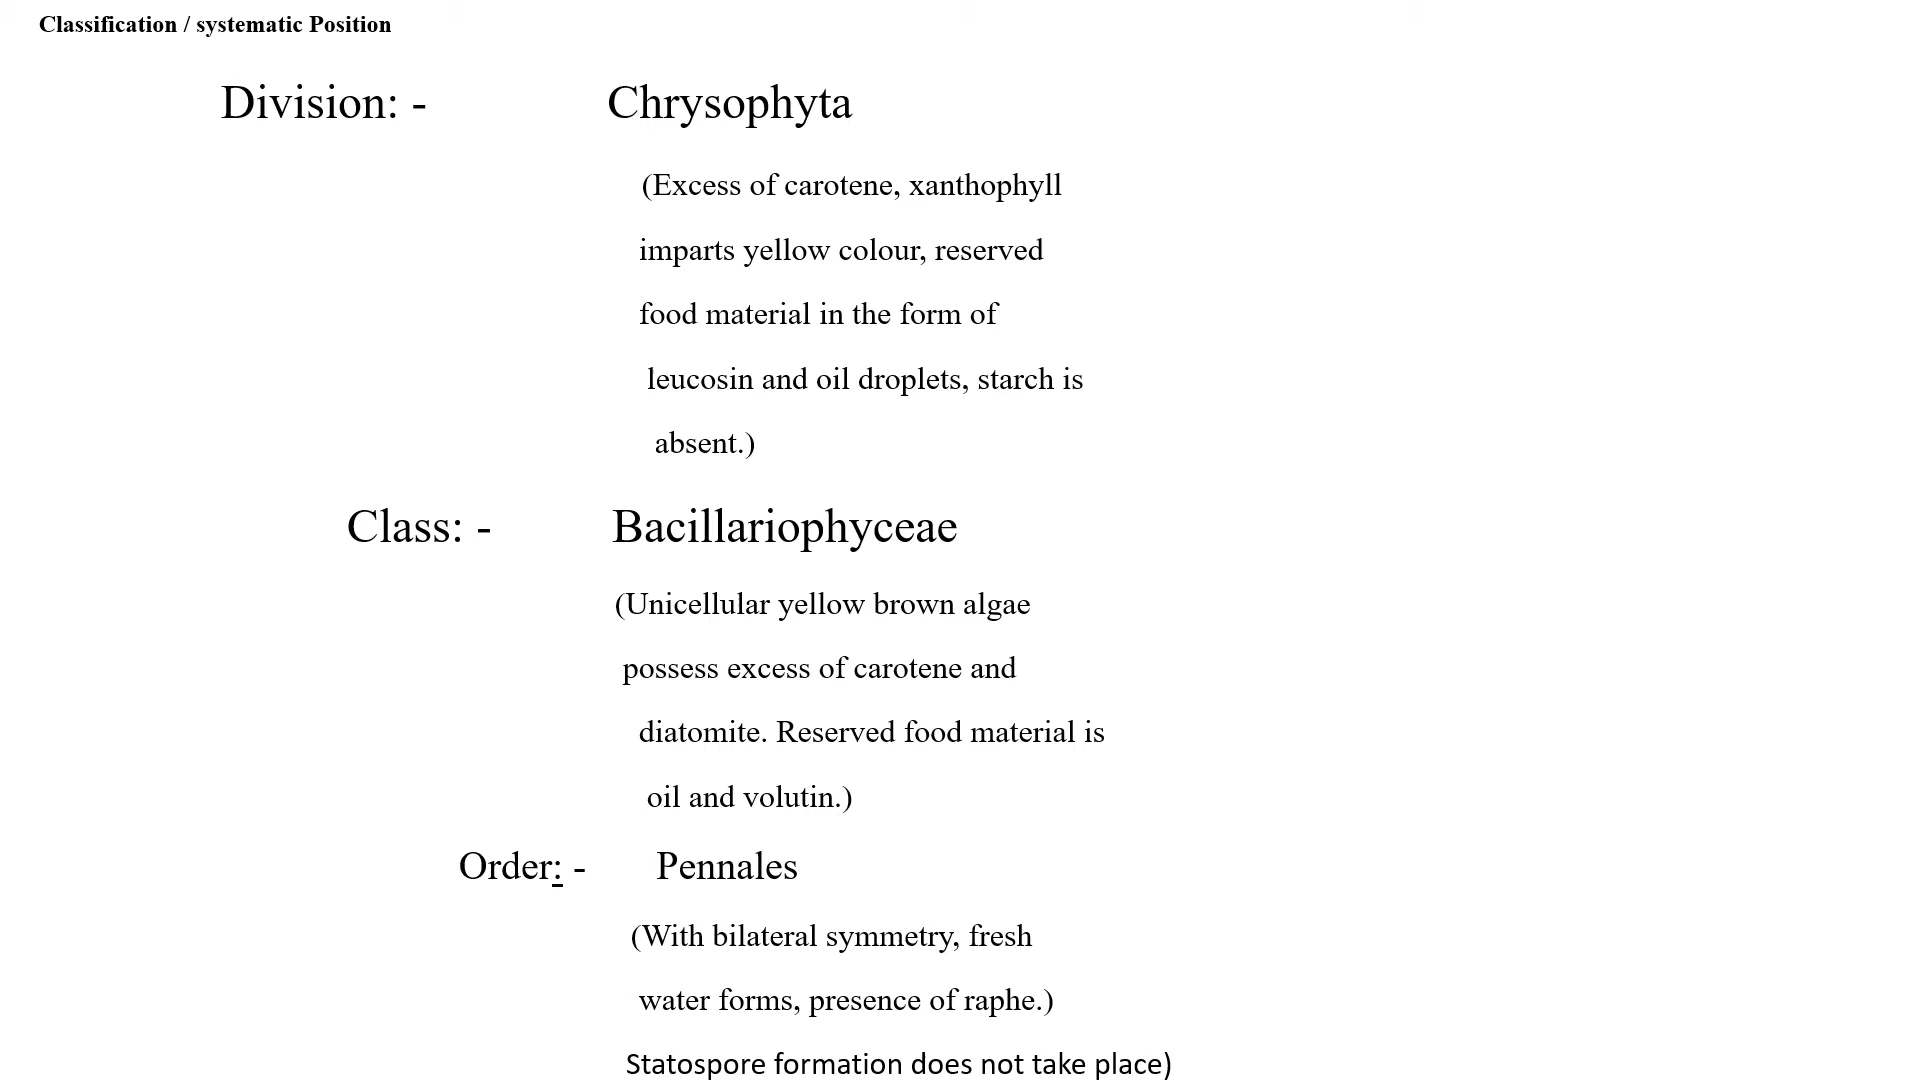 Classification / systematic Position
Division: - Chrysophyta
(Excess of carotene, xanthophyll
imparts yellow colour, reserved
food material in the form of
leucosin and oil droplets, starch is
absent.)
Class: - Bacillariophyceae
(Unicellular yellow brown algae
possess excess of carotene and
diatomite. Reserved food material is
oil and volutin.)
Order: - Pennales
(With bilateral symmetry, fresh
water forms, presence of raphe.)
Statospore formation does not take place)